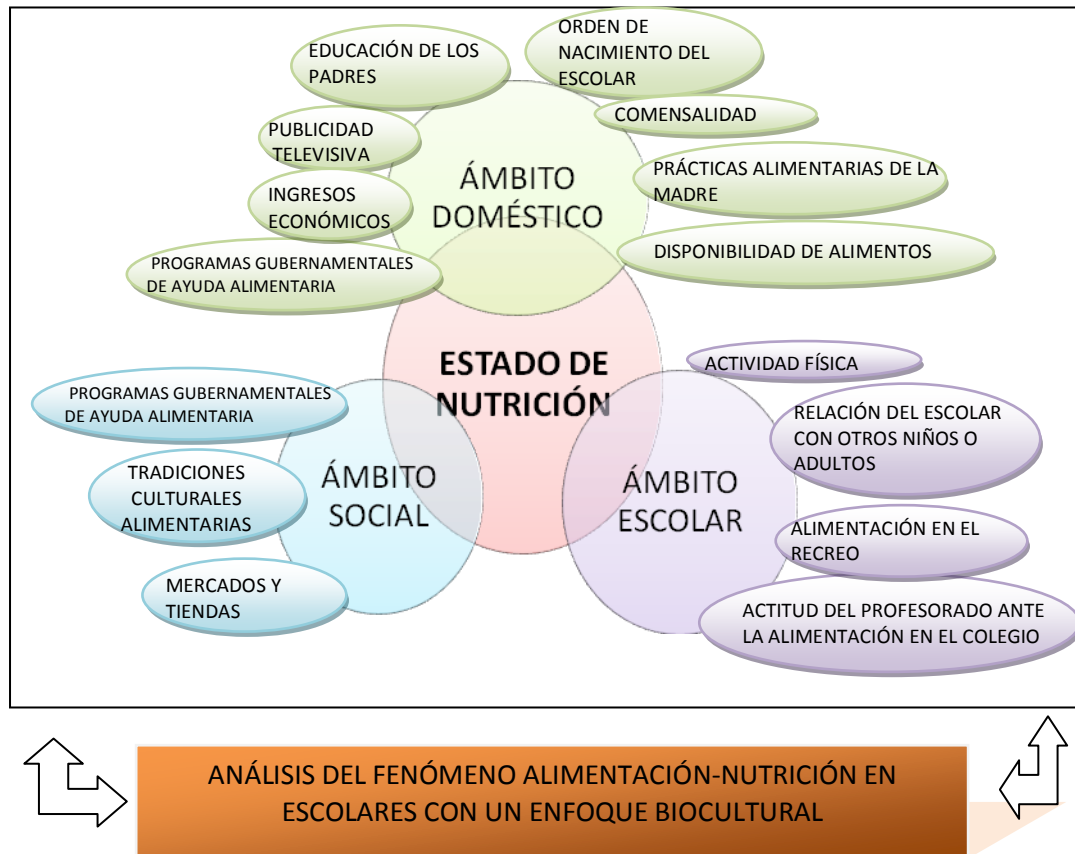 EDUCACIÓN DE LOS
PADRES
ORDEN DE
NACIMIENTO DEL
ESCOLAR
COMENSALIDAD
PUBLICIDAD
TELEVISIVA
ÁMBITO
DOMÉSTICO
PRÁCTICAS ALIMENTARIAS DE LA
MADRE
INGRESOS
ECONÓMICOS
DISPONIBILIDAD DE ALIMENTOS
PROGRAMAS GUBERNAMENTALES
DE AYUDA ALIMENTARIA
ESTADO DE
NUTRICIÓN
ACTIVIDAD FÍSICA
PROGRAMAS GUBERNAMENTALES
DE AYUDA ALIMENTARIA
RELACIÓN DEL ESCOLAR
CON OTROS NIÑOS O
ADULTOS
TRADICIONES
CULTURALES
ALIMENTARIAS
ÁMBITO
SOCIAL
ÁMBITO
ESCOLAR
ALIMENTACIÓN EN EL
RECREO
MERCADOS Y
TIENDAS
ACTITUD DEL PROFESORADO ANTE
LA ALIMENTACIÓN EN EL COLEGIO
ANÁLISIS DEL FENÓMENO ALIMENTACIÓN-NUTRICIÓN EN
ESCOLARES CON UN ENFOQUE BIOCULTURAL